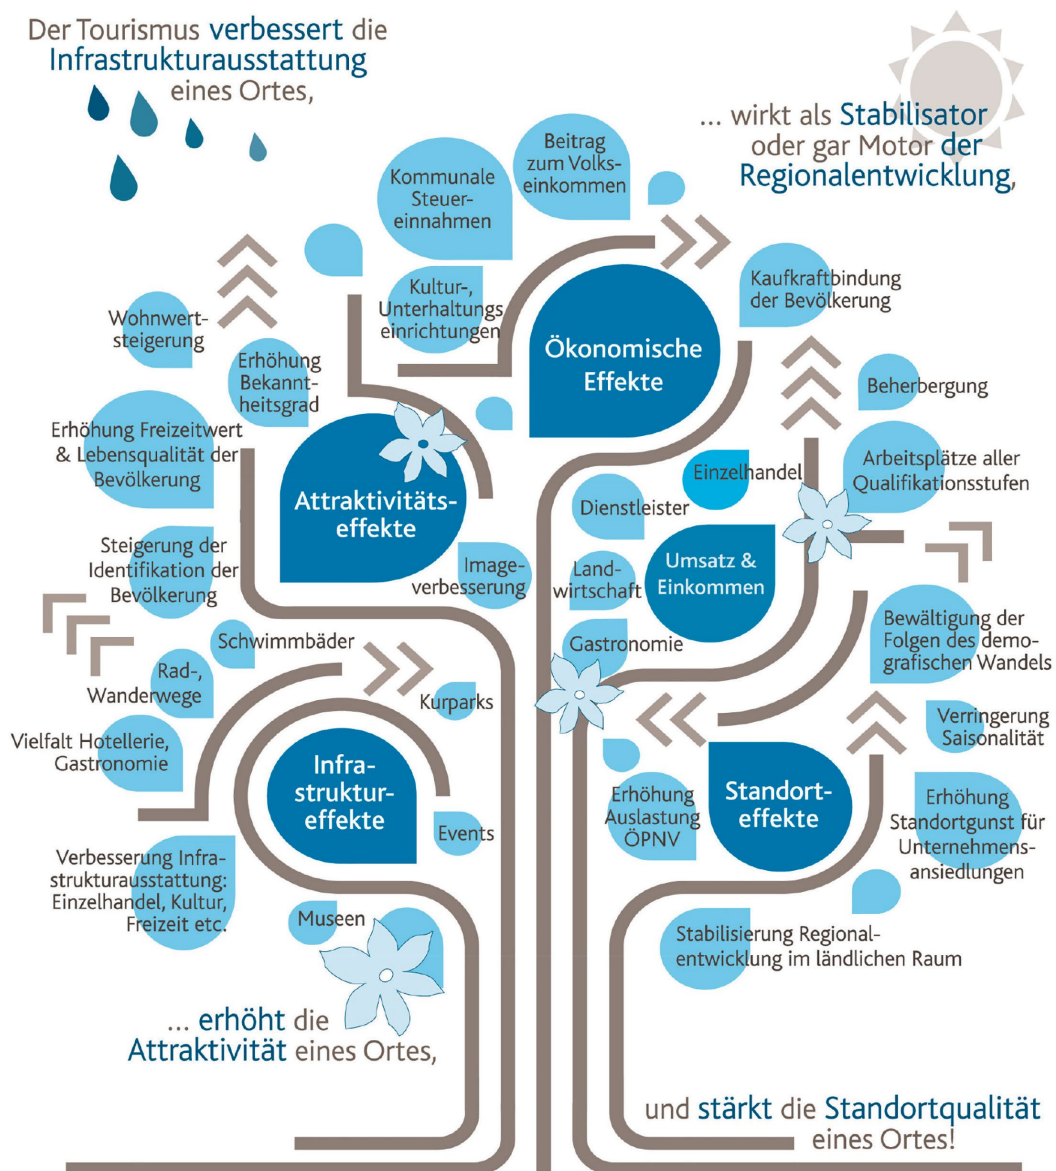 Der Tourismus verbessert die
Infrastrukturausstattung
eines Ortes,
... wirkt als Stabilisator
oder gar Motor der
Regionalentwicklung,
Beitrag
zum Volks-
einkommen
Kommunale
Steuer-
einnahmen
Kultur-,
Unterhaltungs
einrichtungen
Kaufkraftbindung
der Bevölkerung
Ökonomische
Effekte
Wohnwert-
steigerung
Erhöhung
Bekannt-
heitsgrad
Erhöhung Freizeitwert
& Lebensqualität der
Bevölkerung
Attraktivitäts-
effekte
Steigerung der
Identifikation der
Bevölkerung
Image-
verbesserung
Beherbergung
Einzelhandel
Arbeitsplätze aller
Qualifikationsstufen
Dienstleister
Umsatz &
Einkommen
Land-
wirtschaft
Gastronomie
Bewältigung der
Folgen des demo-
grafischen Wandels
Schwimmbäder
Rad-,
Wanderwege
Kurparks
Vielfalt Hotellerie,
Gastronomie
Infra-
struktur-
effekte
Events
Verbesserung Infra-
strukturausstattung:
Einzelhandel, Kultur,
Freizeit etc.
Museen
Verringerung
Saisonalität
Standort-
effekte
Erhöhung
Auslastung
ÖPNV
Erhöhung
Standortgunst für
Unternehmens-
ansiedlungen
Stabilisierung Regional-
entwicklung im ländlichen Raum
... erhöht die
Attraktivität eines Ortes,
und stärkt die Standortqualität
eines Ortes!